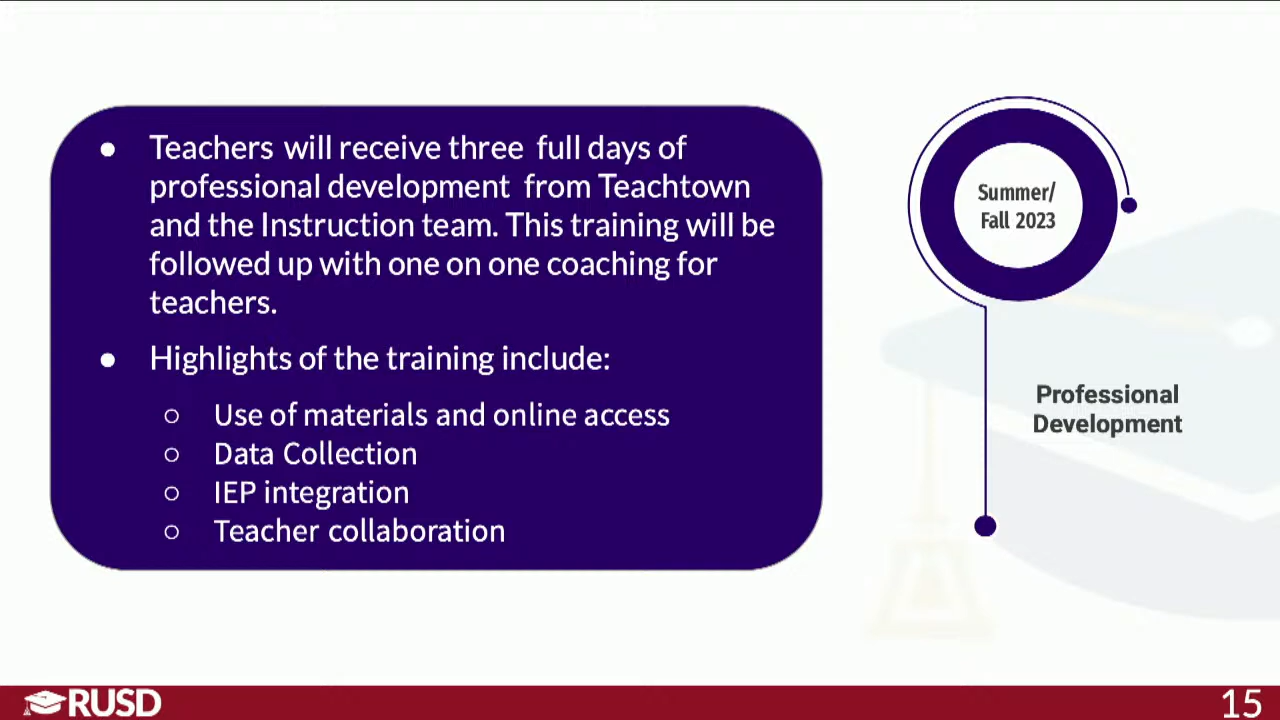 ● Teachers will receive three full days of
professional development from Teachtown
and the Instruction team. This training will be
followed up with one on one coaching for
teachers.
● Highlights of the training include:
○ Use of materials and online access
○ Data Collection
○ IEP integration
○ Teacher collaboration
Summer/
Fall 2023
Professional
Development
RUSD
15